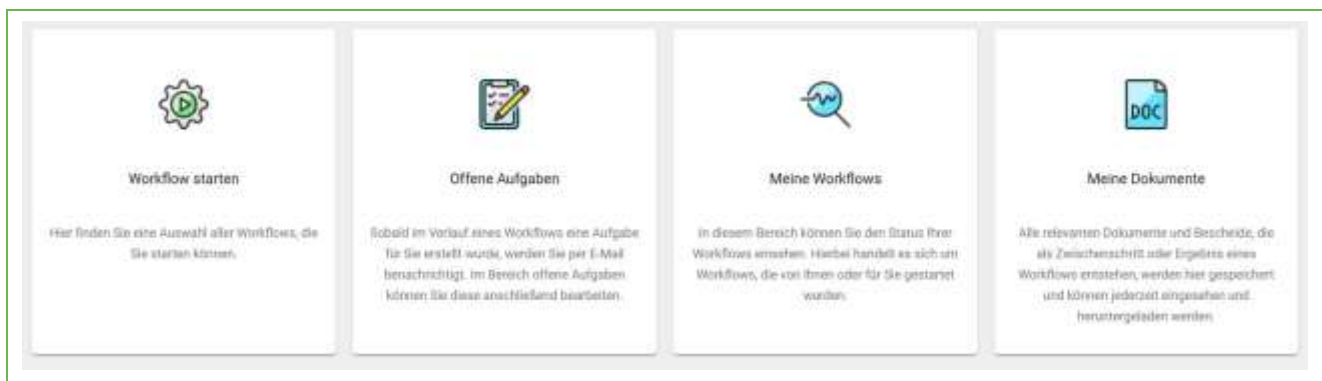 DOC
Workflow starten
Hier finden Sie eine Auswahl aller Workflows, die
Sie starten können.
Offene Aufgaben
Sobald im Verlauf eines Workflows eine Aufgabe
für Sie erstellt wurde, werden Sie per E-Mail
benachrichtigt. Im Bereich offene Aufgaben
können Sie diese anschließend bearbeiten.
Meine Workflows
In diesem Bereich können Sie den Status Ihrer
Workflows einsehen. Hierbei handelt es sich um
Workflows, die von Ihnen oder für Sie gestartet
wurden.
Meine Dokumente
Alle relevanten Dokumente und Bescheide, die
als Zwischenschritt oder Ergebnis eines
Workflows entstehen, werden hier gespeichert
und können jederzeit eingesehen und
heruntergeladen werden.